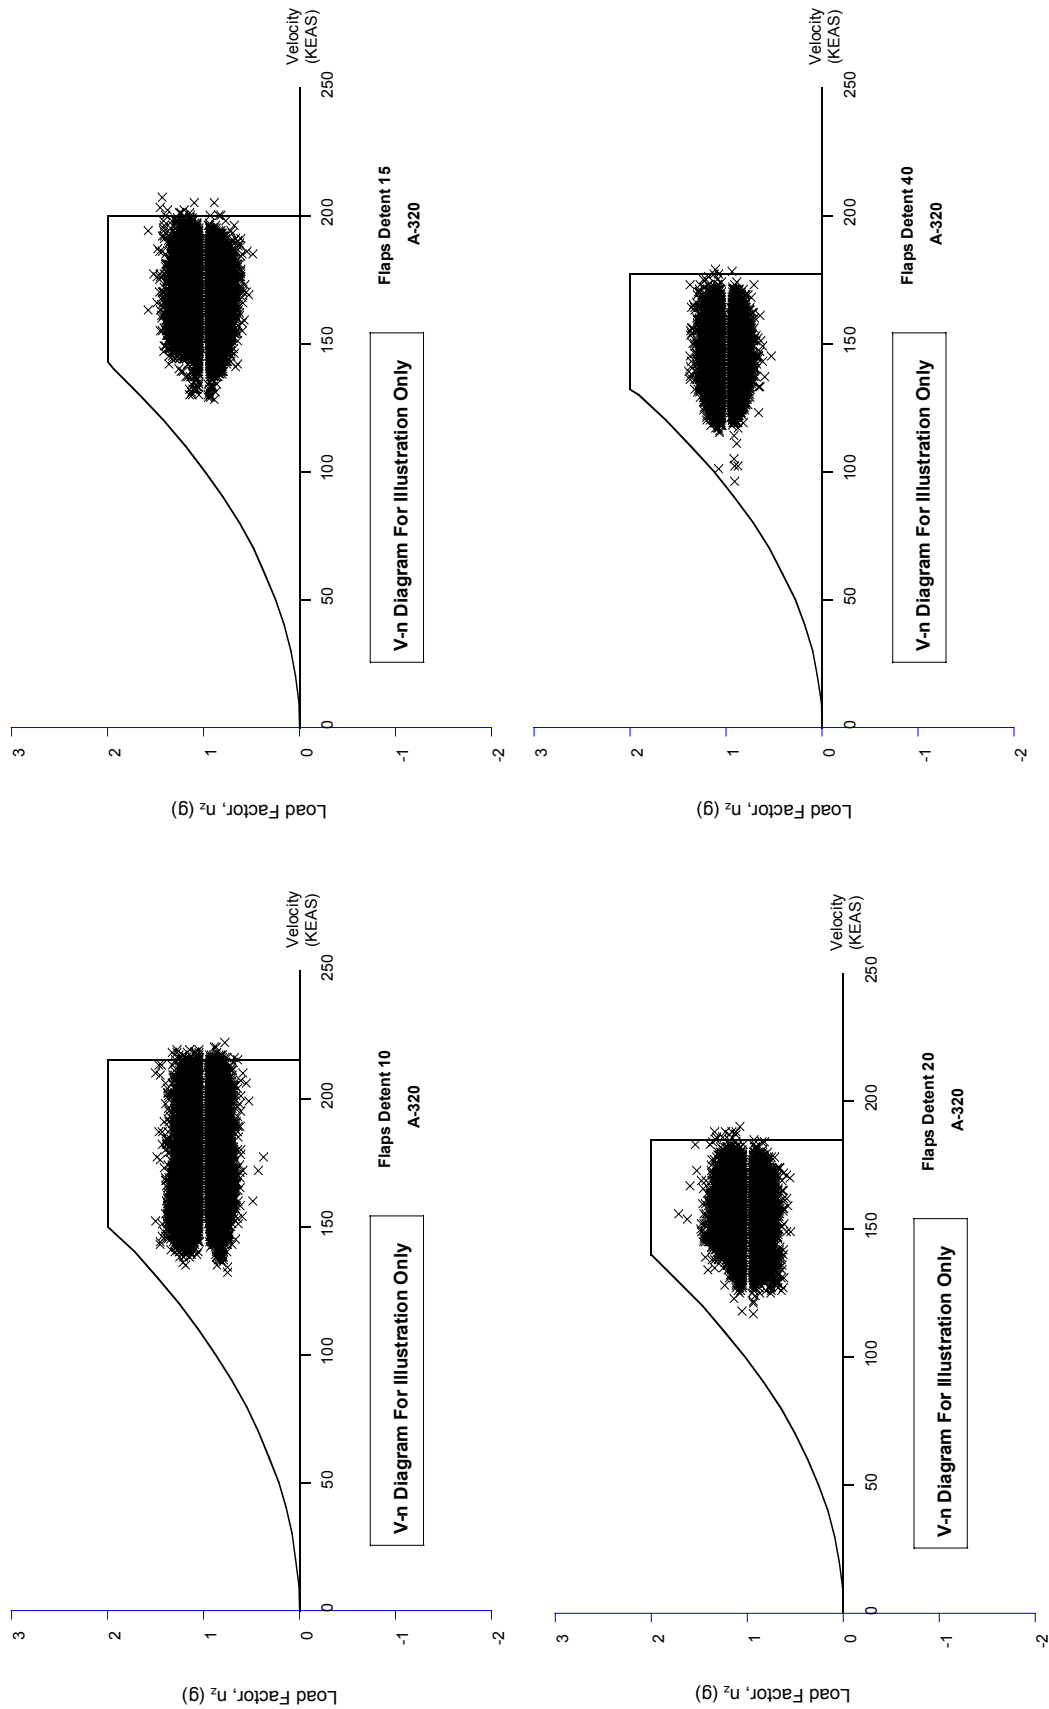 3
2
1
0
-1
-2
Load Factor, nz (g)
0
50
100
150
200
250
Velocity
(KEAS)
Flaps Detent 10
A-320
V-n Diagram For Illustration Only
3
2
1
0
-1
-2
Load Factor, nz (g)
0
50
100
150
200
250
Velocity
(KEAS)
Flaps Detent 15
A-320
V-n Diagram For Illustration Only
3
2
1
0
-1
-2
Load Factor, nz (g)
0
50
100
150
200
250
Velocity
(KEAS)
Flaps Detent 20
A-320
V-n Diagram For Illustration Only
3
2
1
0
-1
-2
Load Factor, nz (g)
0
50
100
150
200
250
Velocity
(KEAS)
Flaps Detent 40
A-320
V-n Diagram For Illustration Only